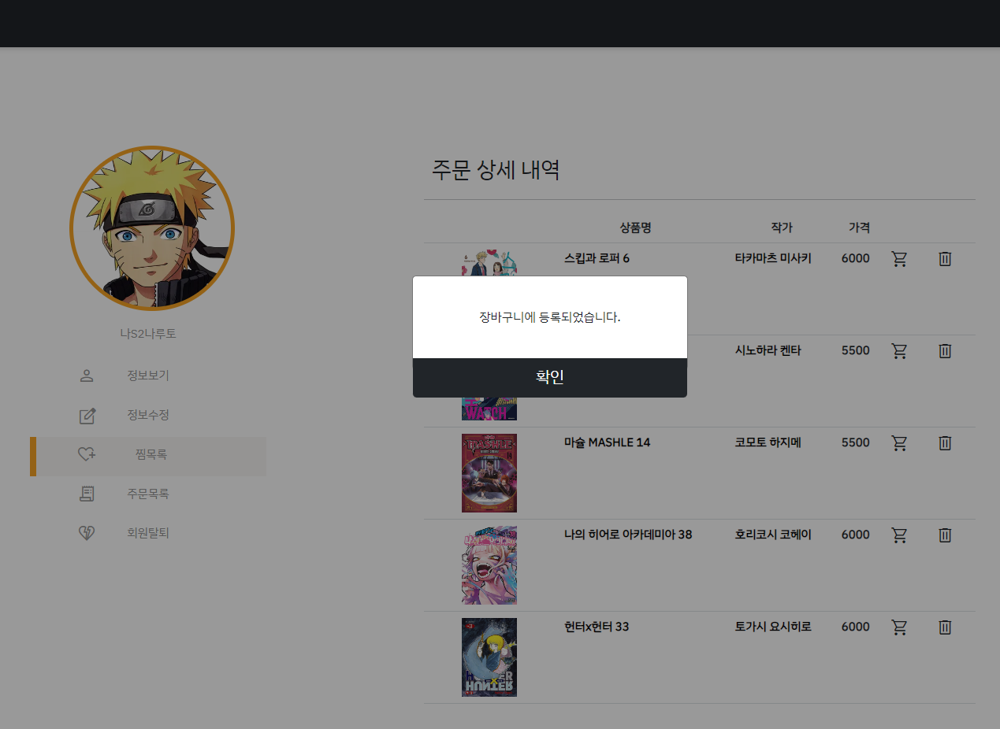 주문 상세 내역
상품명 작가 가격
스킵과 로퍼 6 타카마츠 미사키 6000
장바구니에 등록되었습니다.
확인
시노하라 켄타 5500
WATCH
마슐 MASHLE 14 코모토 하지메 5500
MASHLE
나의 히어로 아카데미아 38 호리코시 코헤이 6000
헌터x헌터 33 토가시 요시히로 6000
HUNTER
HUNTER
나S2나루토
정보보기
정보수정
찜목록
주문목록
회원탈퇴